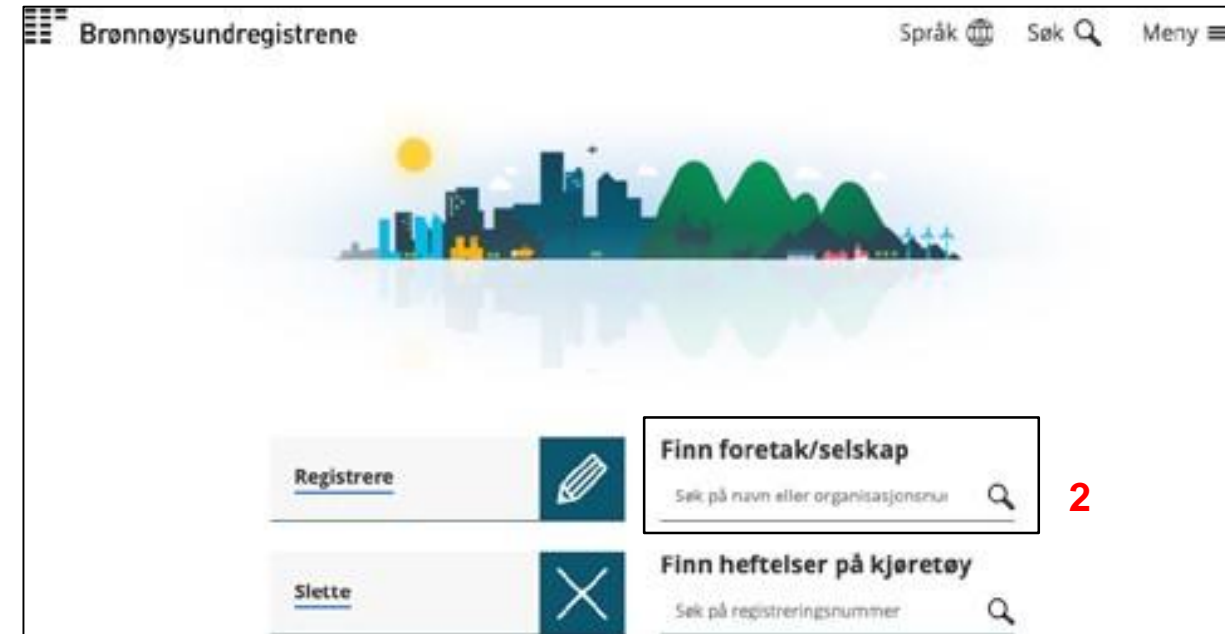 Brønnøysundregistrene
Språk Søk Meny
Registrere
Finn foretak/selskap
Søk på navn eller organisasjonsnu
2
Slette
Finn heftelser på kjøretøy
Søk på registreringsnummer